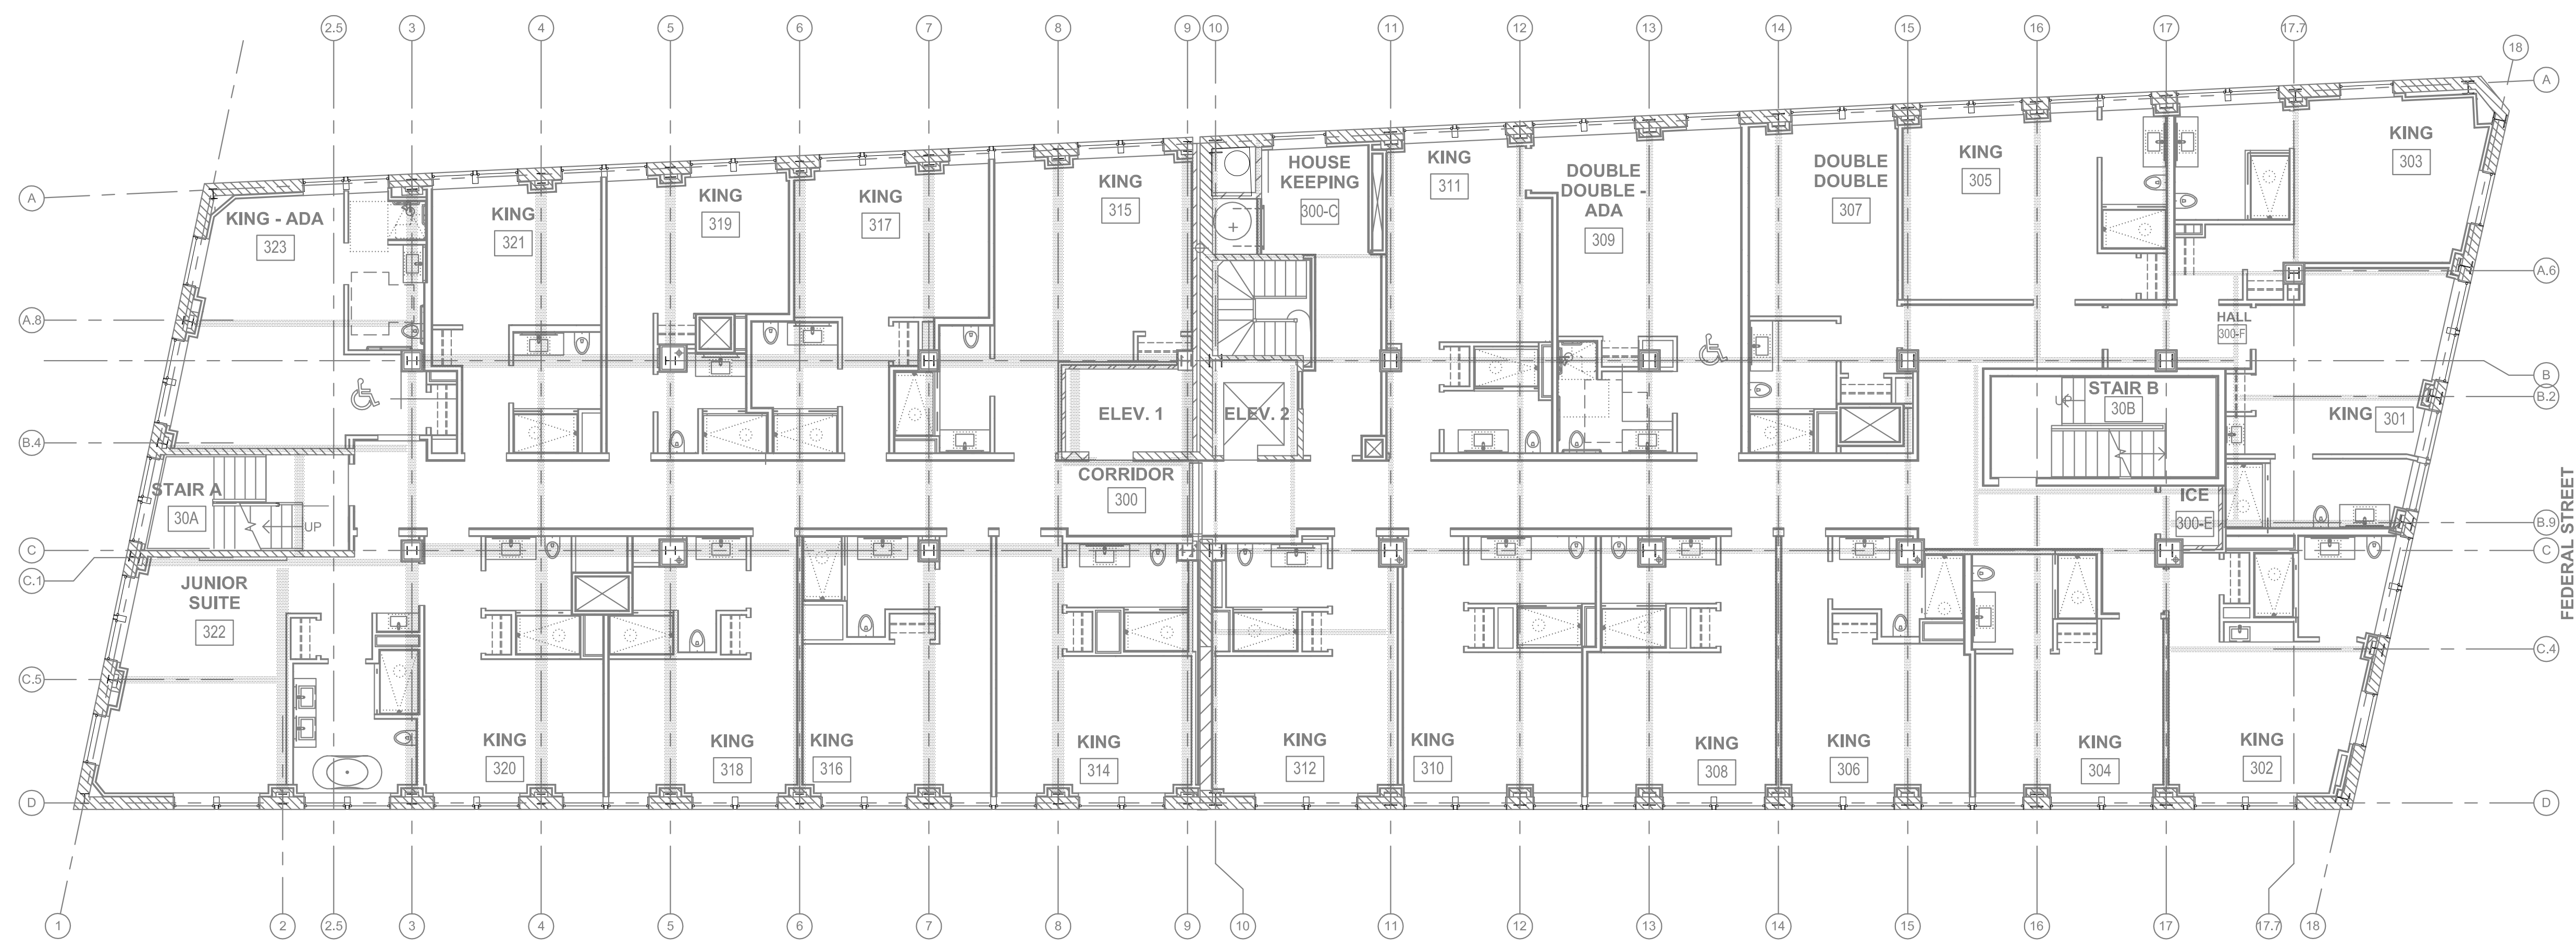 2.5 3 4 5 6 7 8 9 10 11 12 13 14 15 16 17 17.7
18
A
A
KING
303
HOUSE
KEEPING
300-C
KING
311
DOUBLE
DOUBLE -
ADA
309
DOUBLE
DOUBLE
307
KING
305
KING
315
KING
319
KING
317
KING
321
KING - ADA
323
A.6
A.8
HALL
300-F
B
B.2
STAIR B
30B
UP
KING 301
ELEV. 1
ELEV. 2
B.4
CORRIDOR
300
STAIR A
30A
UP
ICE
300-E
B.9
C
C
C.1
FEDERAL STREET
JUNIOR
SUITE
322
C.4
C.5
KING
320
KING
318
KING
316
KING
314
KING
312
KING
310
KING
308
KING
306
KING
304
KING
302
D
D
1 2 2.5 3 4 5 6 7 8 9 10 11 12 13 14 15 16 17 17.7 18